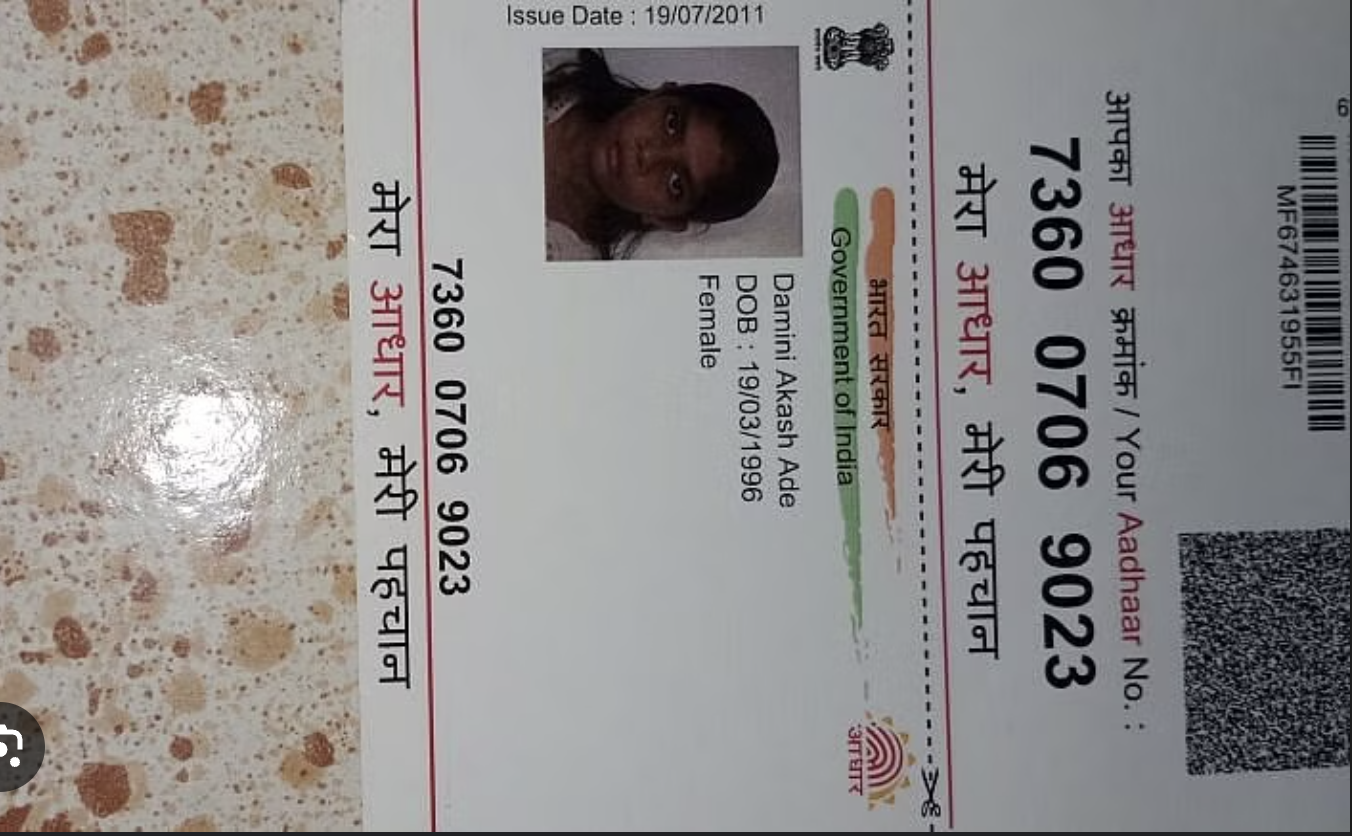 MF674631955FI
आपका आधार क्रमांक / Your Aadhaar No. :
7360 0706 9023
मेरा आधार, मेरी पहचान
भारत सरकार
Government of India
आधार
Issue Date : 19/07/2011
Damini Akash Ade
DOB : 19/03/1996
Female
7360 0706 9023
मेरा आधार, मेरी पहचान